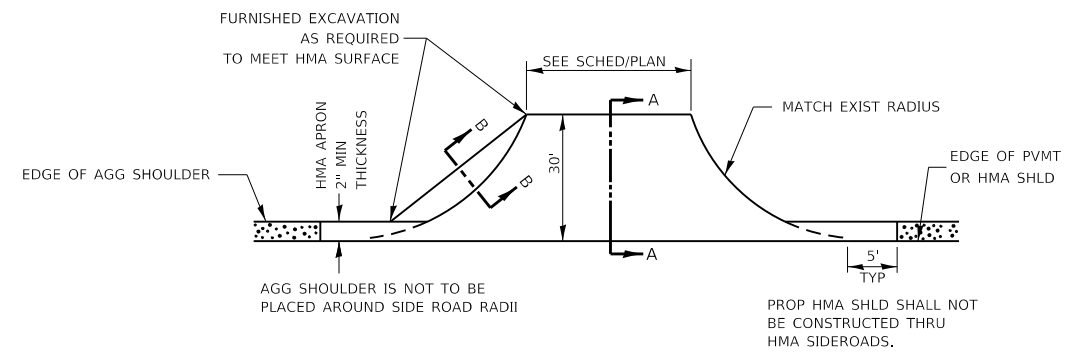 FURNISHED EXCAVATION
AS REQUIRED
TO MEET HMA SURFACE
SEE SCHED/PLAN
A
MATCH EXIST RADIUS
HMA APRON
2" MIN
THICKNESS
B
B
30'
EDGE OF AGG SHOULDER
EDGE OF PVMT
OR HMA SHLD
A
5'
TYP
AGG SHOULDER IS NOT TO BE
PLACED AROUND SIDE ROAD RADII
PROP HMA SHLD SHALL NOT
BE CONSTRUCTED THRU
HMA SIDEROADS.